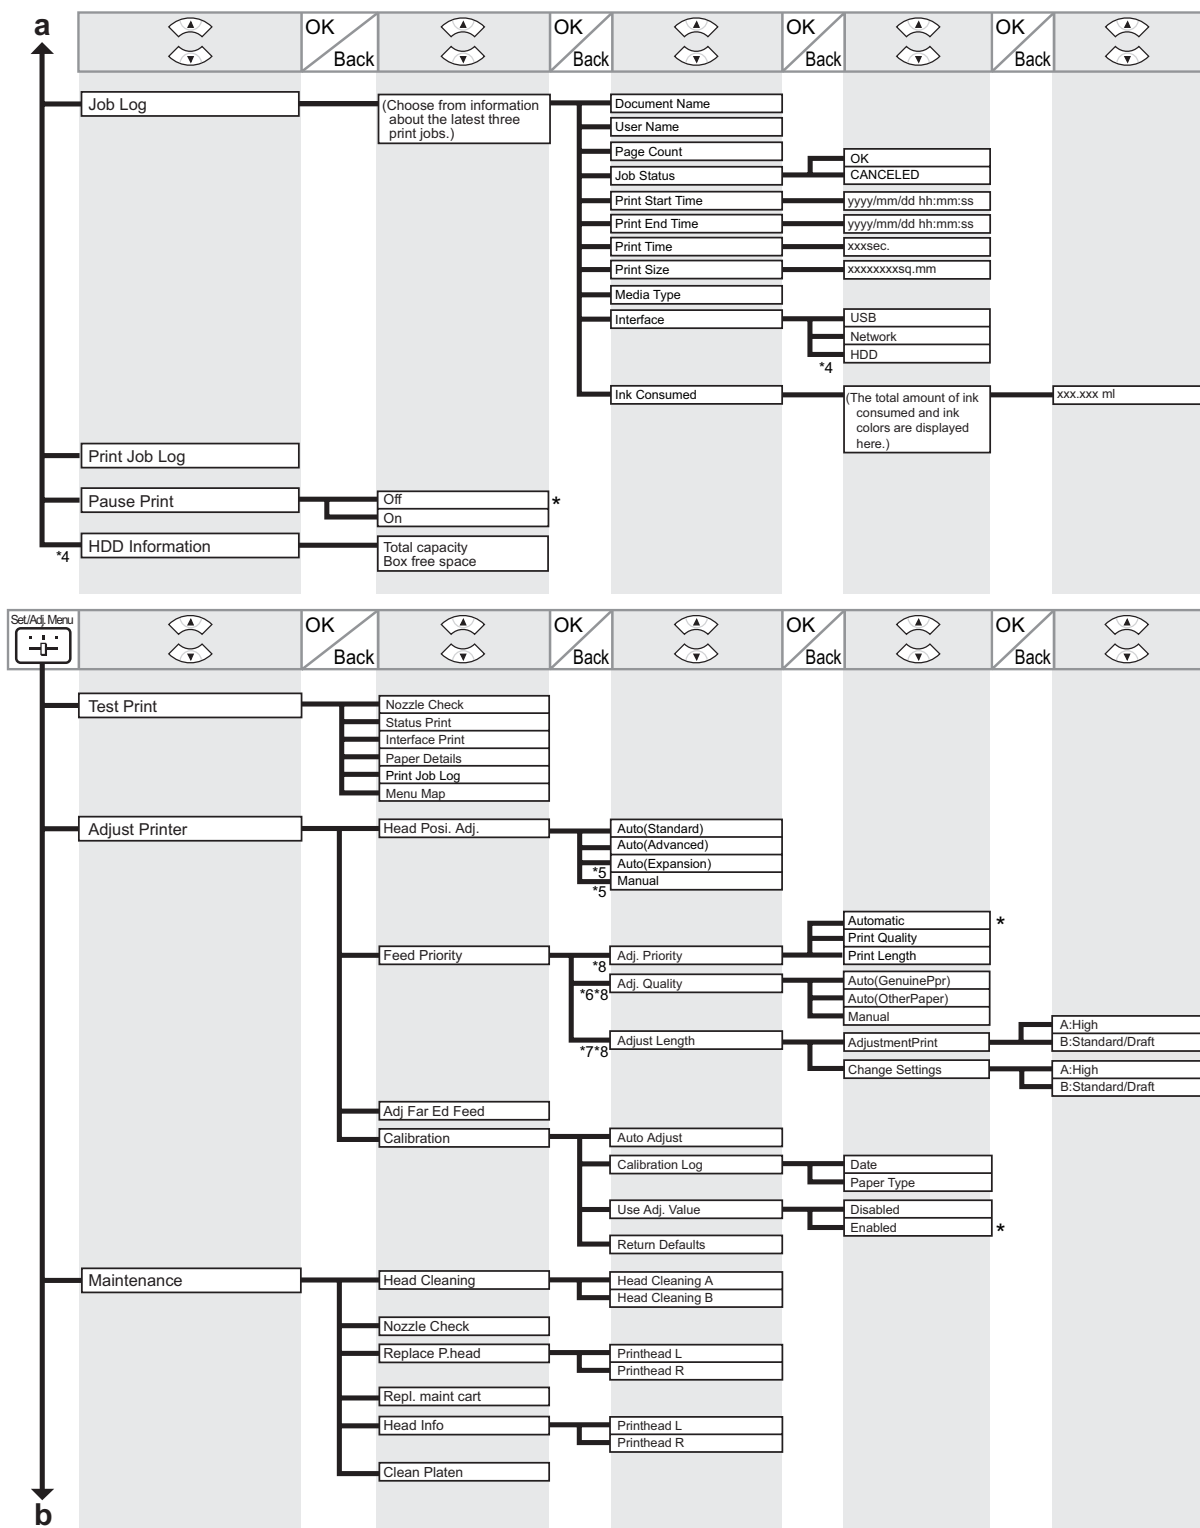 a
OK
Back
OK
Back
OK
Back
OK
Back
Job Log
(Choose from information
about the latest three
print jobs.)
Document Name
User Name
Page Count
Job Status
OK
CANCELED
Print Start Time
yyyy/mm/dd hh:mm:ss
Print End Time
yyyy/mm/dd hh:mm:ss
Print Time
xxxsec.
Print Size
xxxxxxxxsq.mm
Media Type
Interface
USB
Network
HDD
*4
Ink Consumed
(The total amount of ink
consumed and ink
colors are displayed
here.)
xxx.xxx ml
Print Job Log
Pause Print
Off
*
On
*4
HDD Information
Total capacity
Box free space
Set/Adj. Menu
OK
Back
OK
Back
OK
Back
OK
Back
Test Print
Nozzle Check
Status Print
Interface Print
Paper Details
Print Job Log
Menu Map
Adjust Printer
Head Posi. Adj.
Auto(Standard)
Auto(Advanced)
Auto(Expansion)
*5
Manual
*5
Feed Priority
*8
Adj. Priority
Automatic
*
Print Quality
Print Length
*6*8
Adj. Quality
Auto(GenuinePpr)
Auto(OtherPaper)
Manual
*7*8
Adjust Length
AdjustmentPrint
A:High
B:Standard/Draft
Change Settings
A:High
B:Standard/Draft
Adj Far Ed Feed
Calibration
Auto Adjust
Calibration Log
Date
Paper Type
Use Adj. Value
Disabled
Enabled
*
Return Defaults
Maintenance
Head Cleaning
Head Cleaning A
Head Cleaning B
Nozzle Check
Replace P.head
Printhead L
Printhead R
Repl. maint cart
Head Info
Printhead L
Printhead R
Clean Platen
b